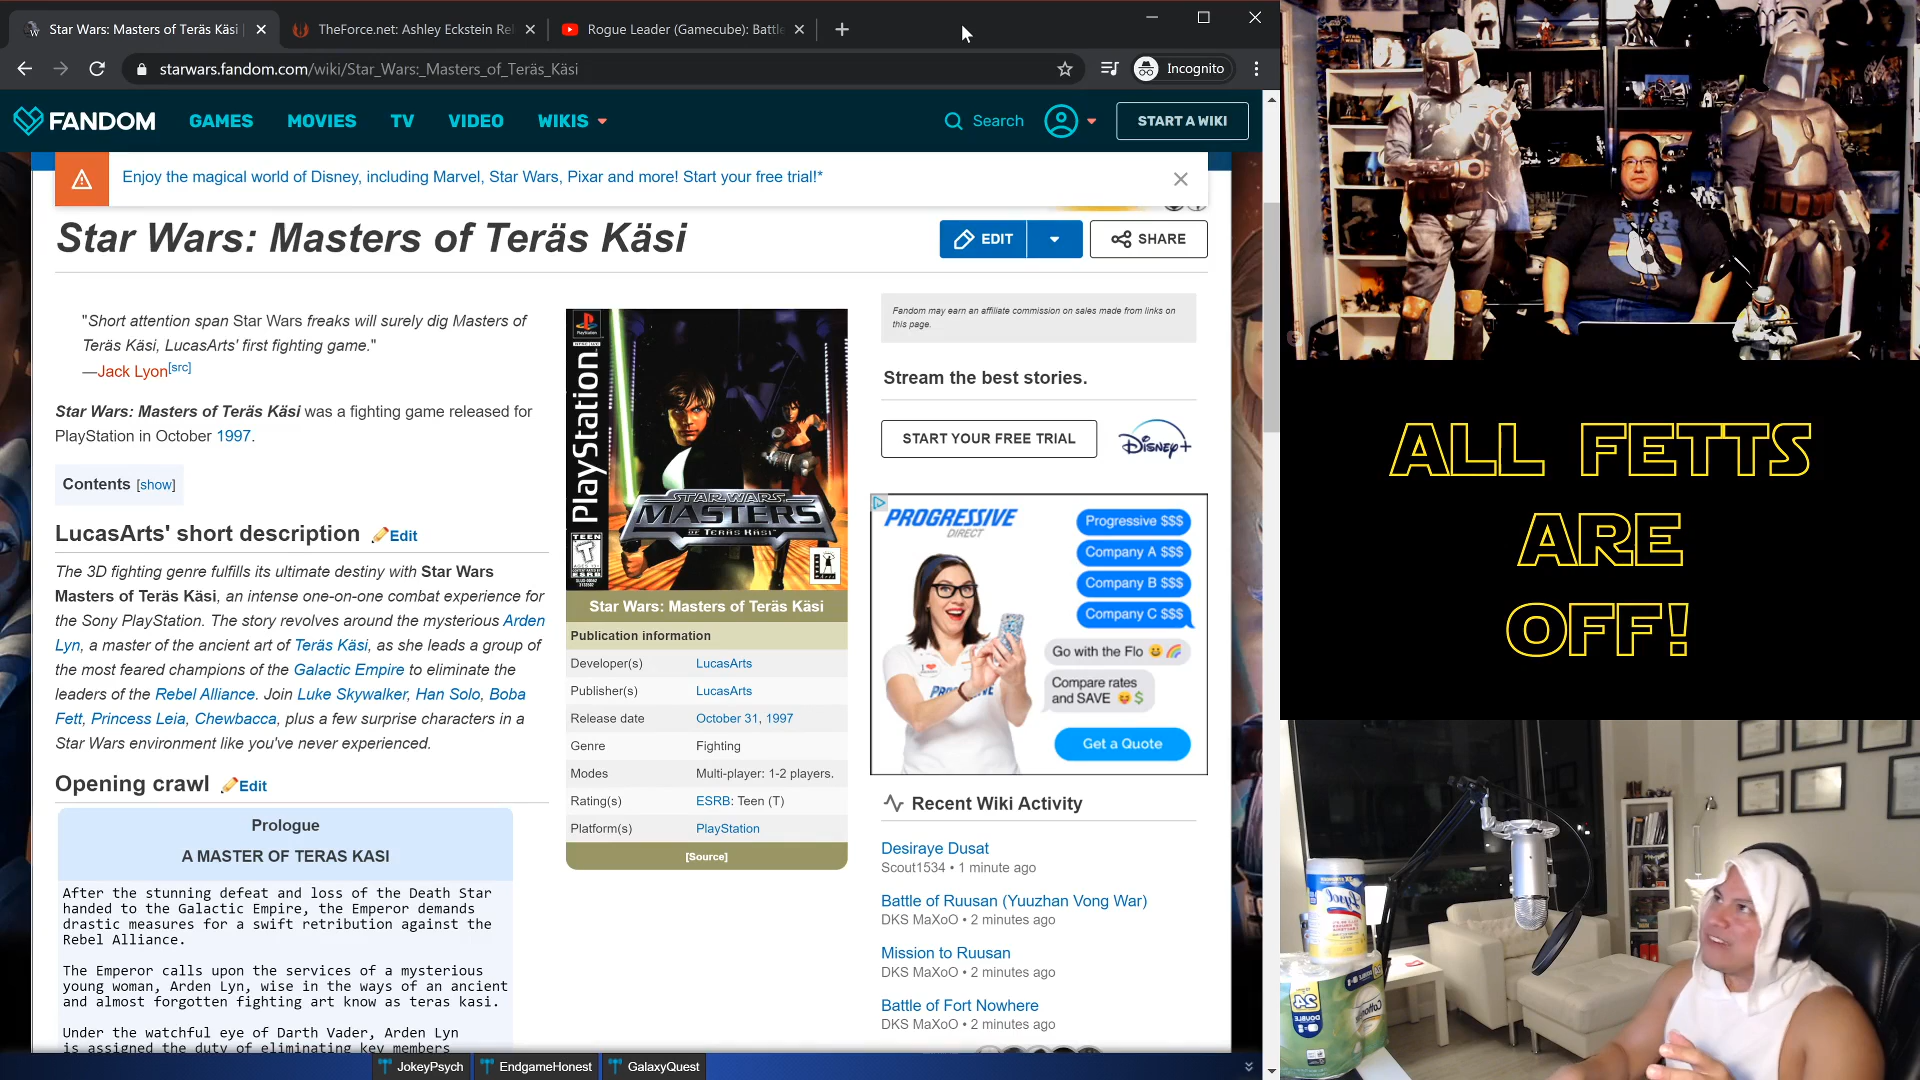 Star Wars: Masters of Teräs Käsi |
TheForce.net: Ashley Eckstein Re
Rogue Leader (Gamecube): Battle
starwars.fandom.com/wiki/Star_Wars:_Masters_of_Teräs_Käsi
Incognito
FANDOM
GAMES
MOVIES
TV
VIDEO
WIKIS
Search
START A WIKI
Enjoy the magical world of Disney, including Marvel, Star Wars, Pixar and more! Start your free trial!*
Star Wars: Masters of Teräs Käsi
EDIT
SHARE
"Short attention span Star Wars freaks will surely dig Masters of
Teräs Käsi, LucasArts' first fighting game."
—Jack Lyon[src]
Star Wars: Masters of Teräs Käsi was a fighting game released for
PlayStation in October 1997.
Contents [show]
LucasArts' short description
Edit
The 3D fighting genre fulfills its ultimate destiny with Star Wars
Masters of Teräs Käsi, an intense one-on-one combat experience for
the Sony PlayStation. The story revolves around the mysterious Arden
Lyn, a master of the ancient art of Teräs Käsi, as she leads a group of
the most feared champions of the Galactic Empire to eliminate the
leaders of the Rebel Alliance. Join Luke Skywalker, Han Solo, Boba
Fett, Princess Leia, Chewbacca, plus a few surprise characters in a
Star Wars environment like you've never experienced.
Opening crawl
Edit
Prologue
A MASTER OF TERAS KASI
After the stunning defeat and loss of the Death Star
handed to the Galactic Empire, the Emperor demands
drastic measures for a swift retribution against the
Rebel Alliance.
The Emperor calls upon the services of a mysterious
young woman, Arden Lyn, wise in the ways of an ancient
and almost forgotten fighting art know as teras kasi.
Under the watchful eye of Darth Vader, Arden Lyn
is assigned the duty of eliminating key members
PlayStation
STAR WARS
MASTERS
OF TERÄS KÄSI
TEEN
T
ESRB
Star Wars: Masters of Teräs Käsi
Publication information
Developer(s) LucasArts
Publisher(s) LucasArts
Release date October 31, 1997
Genre Fighting
Modes Multi-player: 1-2 players.
Rating(s) ESRB: Teen (T)
Platform(s) PlayStation
[Source]
Fandom may earn an affiliate commission on sales made from links on
this page.
Stream the best stories.
START YOUR FREE TRIAL
Disney+
PROGRESSIVE
DIRECT
Progressive $$$
Company A $$$
Company B $$$
Company C $$$
Go with the Flo
Compare rates
and SAVE
Get a Quote
Recent Wiki Activity
Desiraye Dusat
Scout1534 • 1 minute ago
Battle of Ruusan (Yuuzhan Vong War)
DKS MaXoO • 2 minutes ago
Mission to Ruusan
DKS MaXoO • 2 minutes ago
Battle of Fort Nowhere
DKS MaXoO • 2 minutes ago
JokeyPsych
EndgameHonest
GalaxyQuest
ALL FETTS
ARE
OFF!
Lysol
Cottonelle
24
DOUBLE